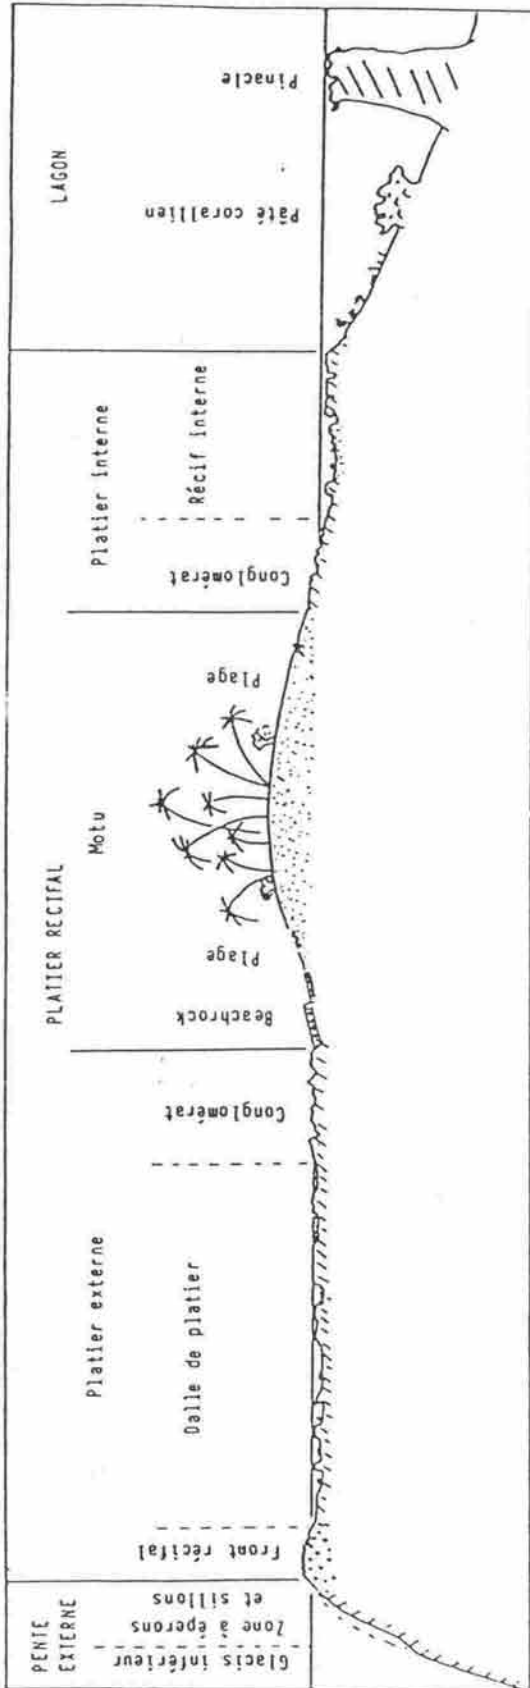 PENTE
EXTERNE
PLATIER RECIFAL
LAGON
Platier externe
Motu
Platier interne
Glacis inférieur
Zone à éperons
et sillons
Front récifal
Dalle de platier
Conglomérat
Beachrock
Plage
Plage
Conglomérat
Récif interne
Pâté corallien
Pinacle